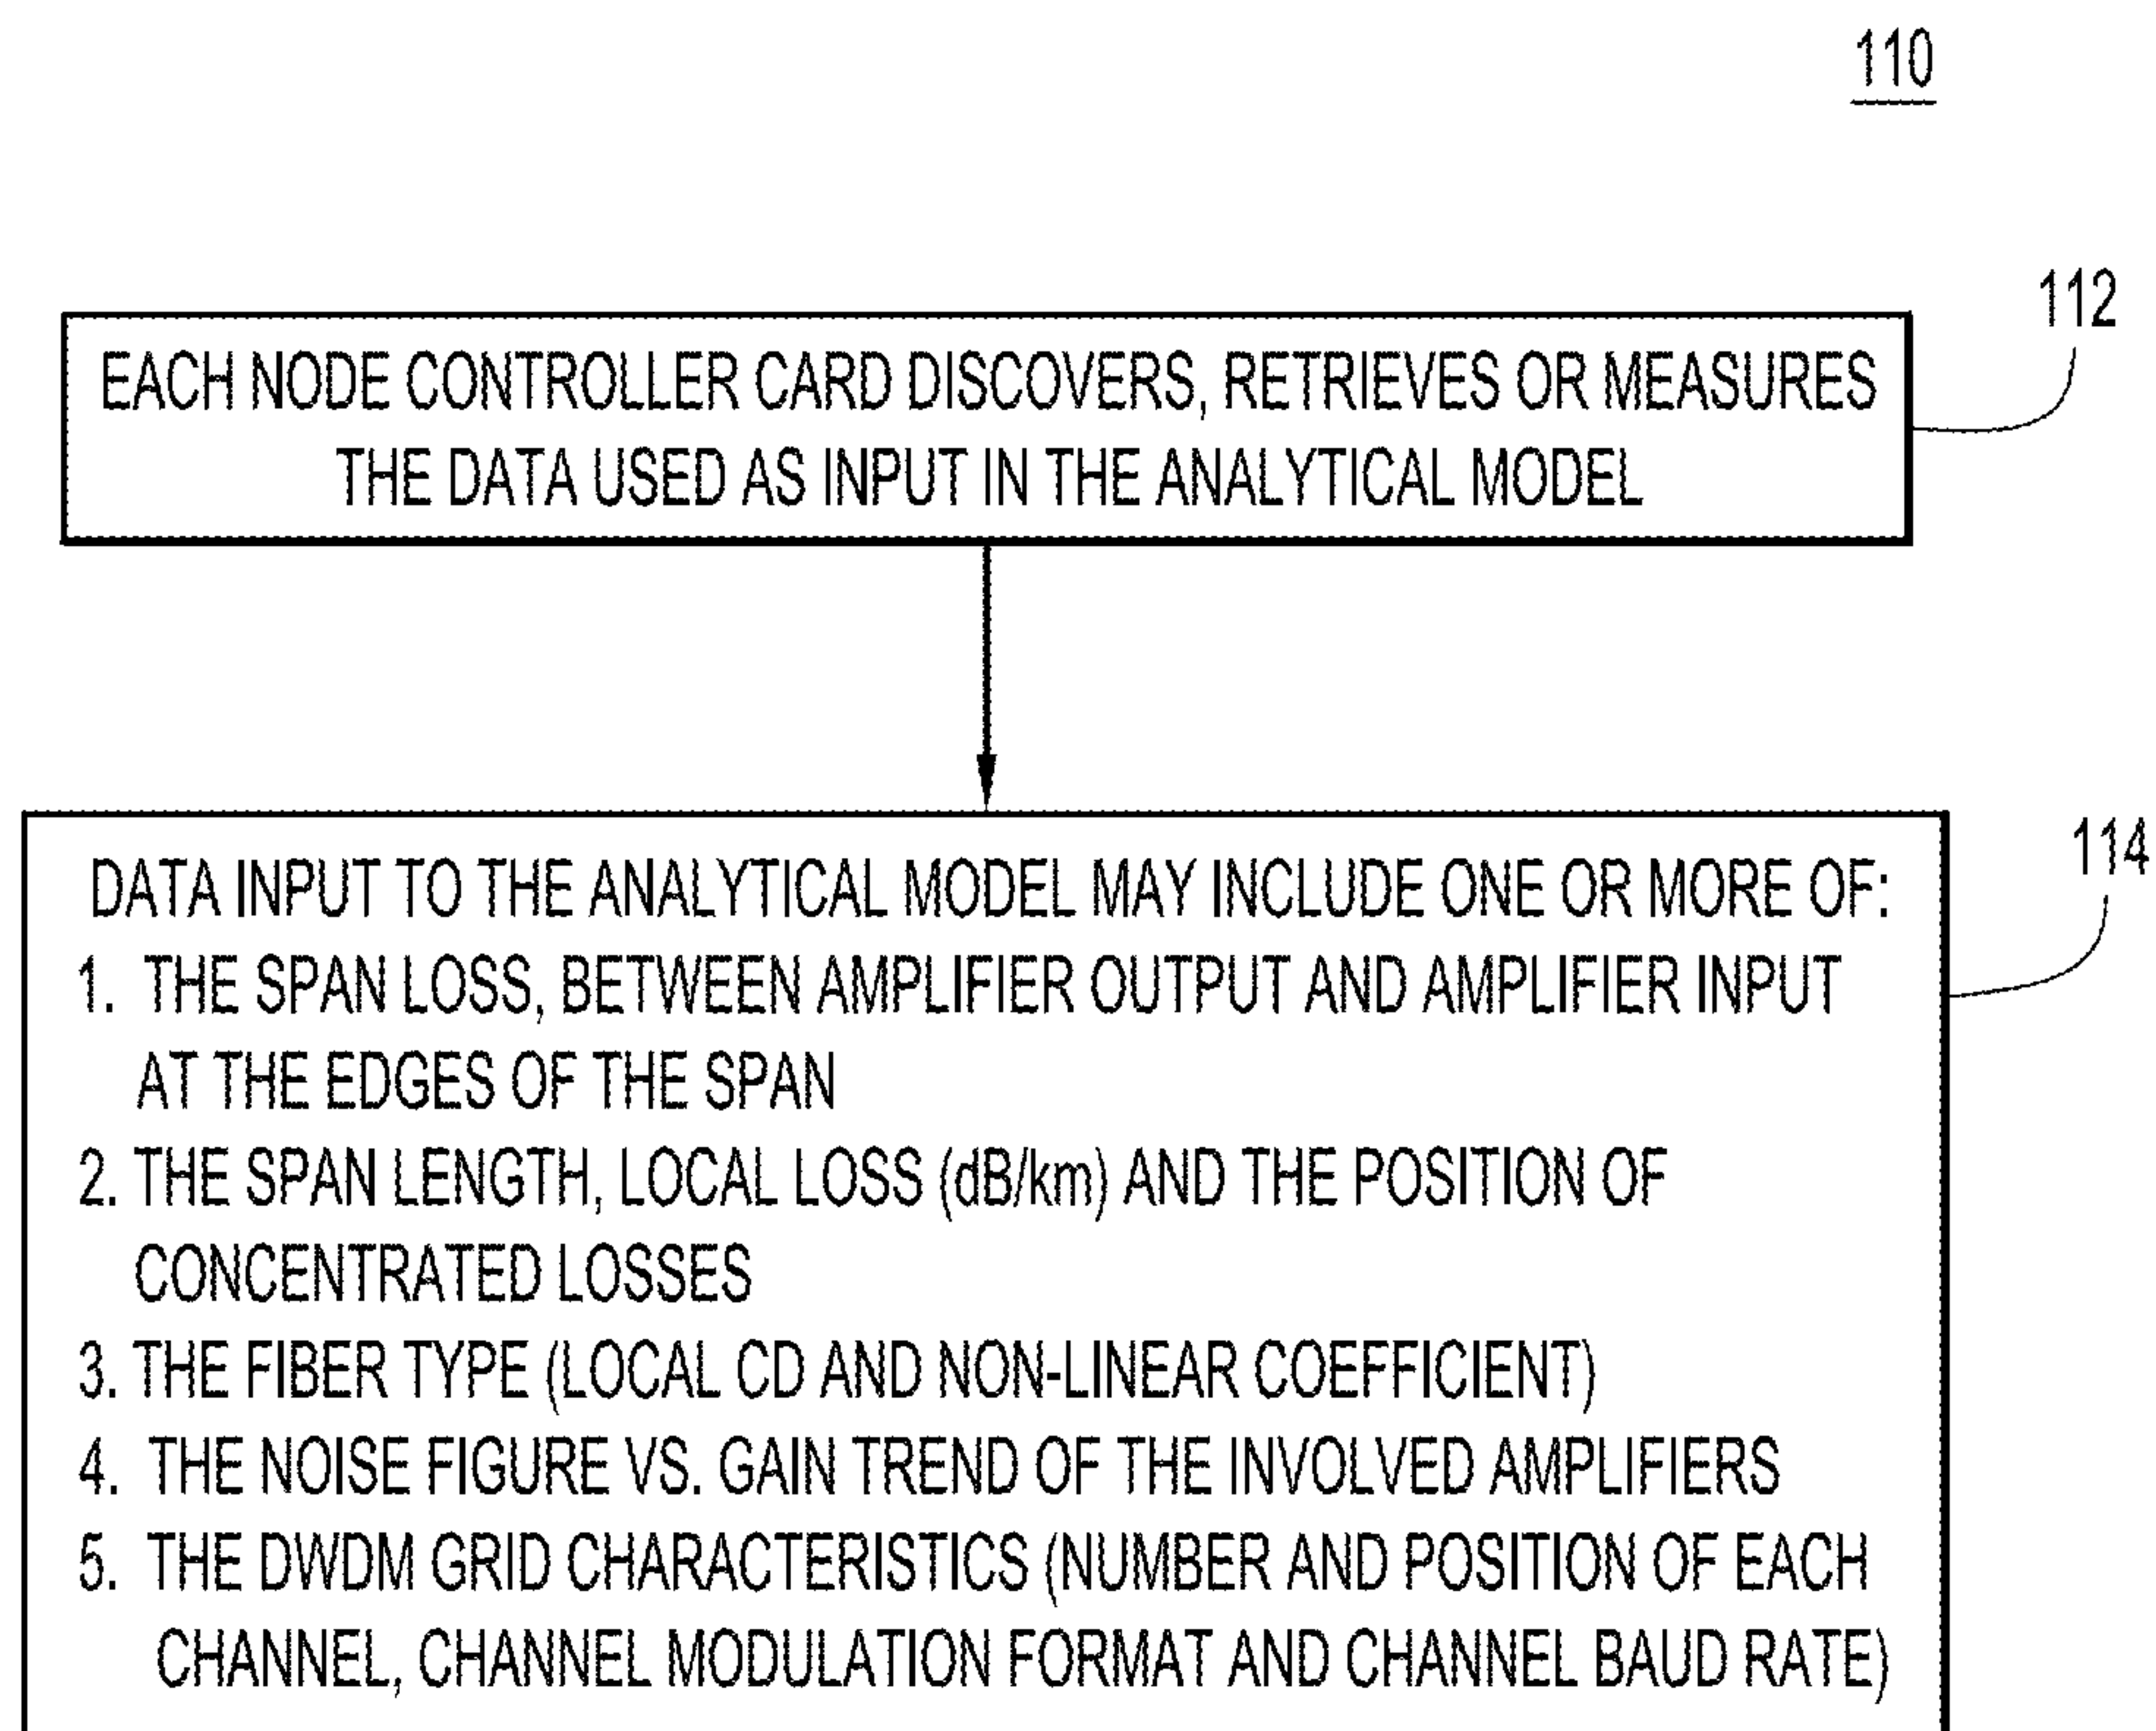 110
112
EACH NODE CONTROLLER CARD DISCOVERS, RETRIEVES OR MEASURES
THE DATA USED AS INPUT IN THE ANALYTICAL MODEL
114
DATA INPUT TO THE ANALYTICAL MODEL MAY INCLUDE ONE OR MORE OF:
1. THE SPAN LOSS, BETWEEN AMPLIFIER OUTPUT AND AMPLIFIER INPUT
AT THE EDGES OF THE SPAN
2. THE SPAN LENGTH, LOCAL LOSS (dB/km) AND THE POSITION OF
CONCENTRATED LOSSES
3. THE FIBER TYPE (LOCAL CD AND NON-LINEAR COEFFICIENT)
4. THE NOISE FIGURE VS. GAIN TREND OF THE INVOLVED AMPLIFIERS
5. THE DWDM GRID CHARACTERISTICS (NUMBER AND POSITION OF EACH
CHANNEL, CHANNEL MODULATION FORMAT AND CHANNEL BAUD RATE)